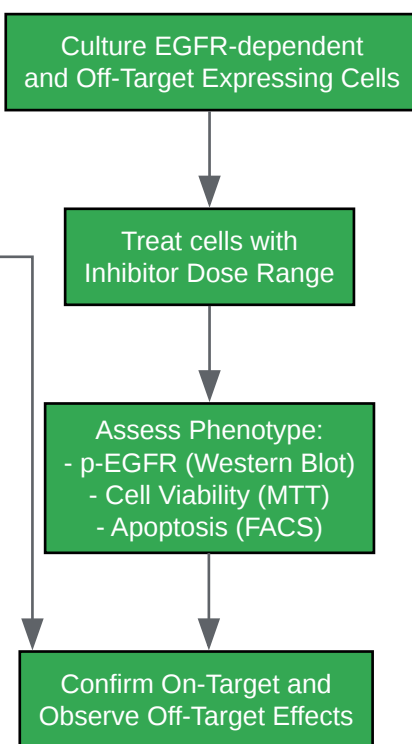 Culture EGFR-dependent
and Off-Target Expressing Cells
Treat cells with
Inhibitor Dose Range
Assess Phenotype:
- p-EGFR (Western Blot)
- Cell Viability (MTT)
- Apoptosis (FACS)
Confirm On-Target and
Observe Off-Target Effects